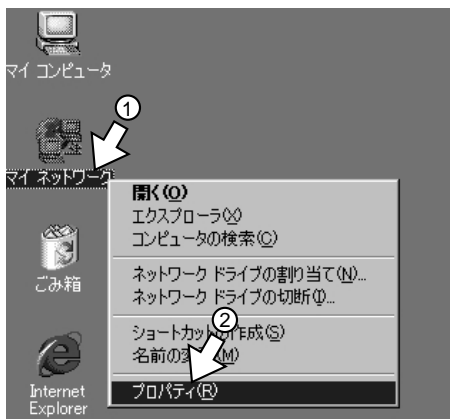 マイ コンピュータ
①
マイ ネットワーク
開く(O)
エクスプローラ(X)
コンピュータの検索(C)
ごみ箱
ネットワーク ドライブの割り当て(N)...
ネットワーク ドライブの切断(I)...
②
ショートカットの作成(S)
名前の変(M)
プロパティ(R)
Internet
Explorer